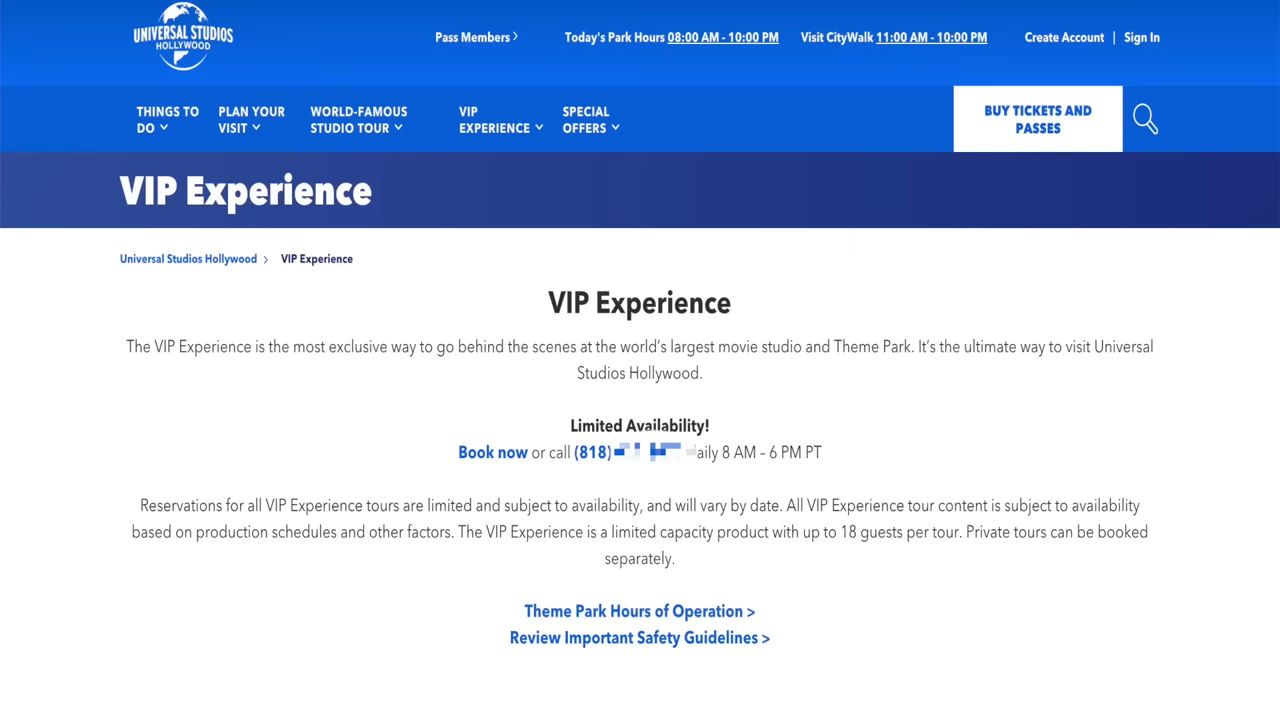 UNIVERSAL STUDIOS
HOLLYWOOD
Pass Members
Today's Park Hours 08:00 AM - 10:00 PM
Visit CityWalk 11:00 AM - 10:00 PM
Create Account | Sign In
THINGS TO
DO
PLAN YOUR
VISIT
WORLD-FAMOUS
STUDIO TOUR
VIP
EXPERIENCE
SPECIAL
OFFERS
BUY TICKETS AND
PASSES
VIP Experience
Universal Studios Hollywood > VIP Experience
VIP Experience
The VIP Experience is the most exclusive way to go behind the scenes at the world's largest movie studio and Theme Park. It's the ultimate way to visit Universal
Studios Hollywood.
Limited Availability!
Book now or call (818) aily 8 AM – 6 PM PT
Reservations for all VIP Experience tours are limited and subject to availability, and will vary by date. All VIP Experience tour content is subject to availability
based on production schedules and other factors. The VIP Experience is a limited capacity product with up to 18 guests per tour. Private tours can be booked
separately.
Theme Park Hours of Operation >
Review Important Safety Guidelines >